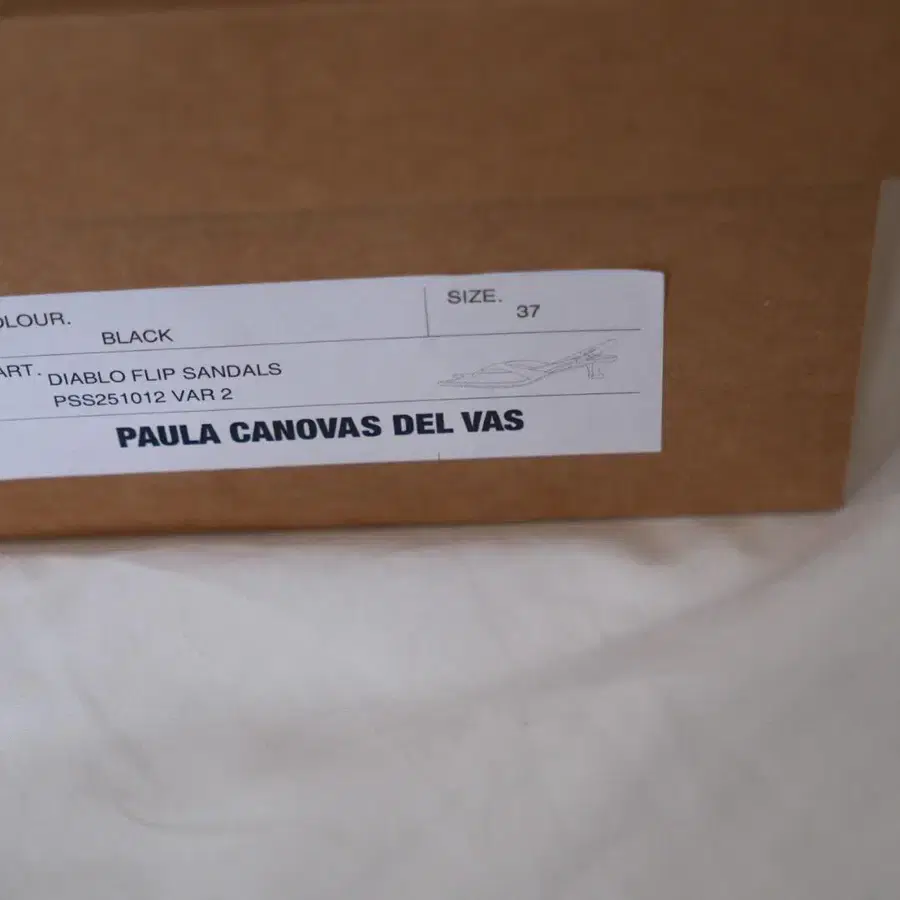 OLOUR.
BLACK
SIZE.
37
ART. DIABLO FLIP SANDALS
PSS251012 VAR 2
PAULA CANOVAS DEL VAS